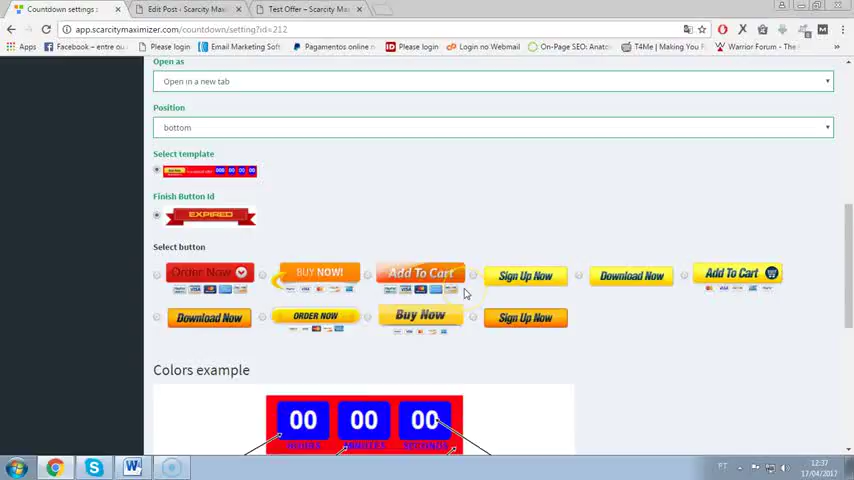 Countdown settings :
Edit Post ‹ Scarcity Maxi
Test Offer – Scarcity Max
app.scarcitymaximizer.com/countdown/setting?id=212
Apps
Facebook – entre ou
Please login
Email Marketing Soft
Pagamentos online n
Please login
Login no Webmail
On-Page SEO: Anato
T4Me | Making Mon
Warrior Forum - The
Open as
Open in a new tab
Position
bottom
Select template
000 00 00 00
Finish Button Id
EXPIRED
Select button
Order Now
BUY NOW!
Add To Cart
Sign Up Now
Download Now
Add To Cart
Download Now
ORDER NOW
Buy Now
Sign Up Now
Colors example
00 00 00
PT
12:37
17/04/2017